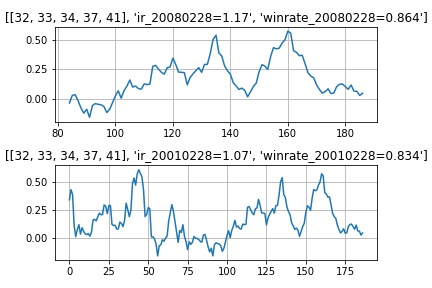 [[32, 33, 34, 37, 41], 'ir_20080228=1.17', 'winrate_20080228=0.864']
0.50
0.25
0.00
80 100 120 140 160 180
[[32, 33, 34, 37, 41], 'ir_20010228=1.07', 'winrate_20010228=0.834']
0.50
0.25
0.00
0 25 50 75 100 125 150 175